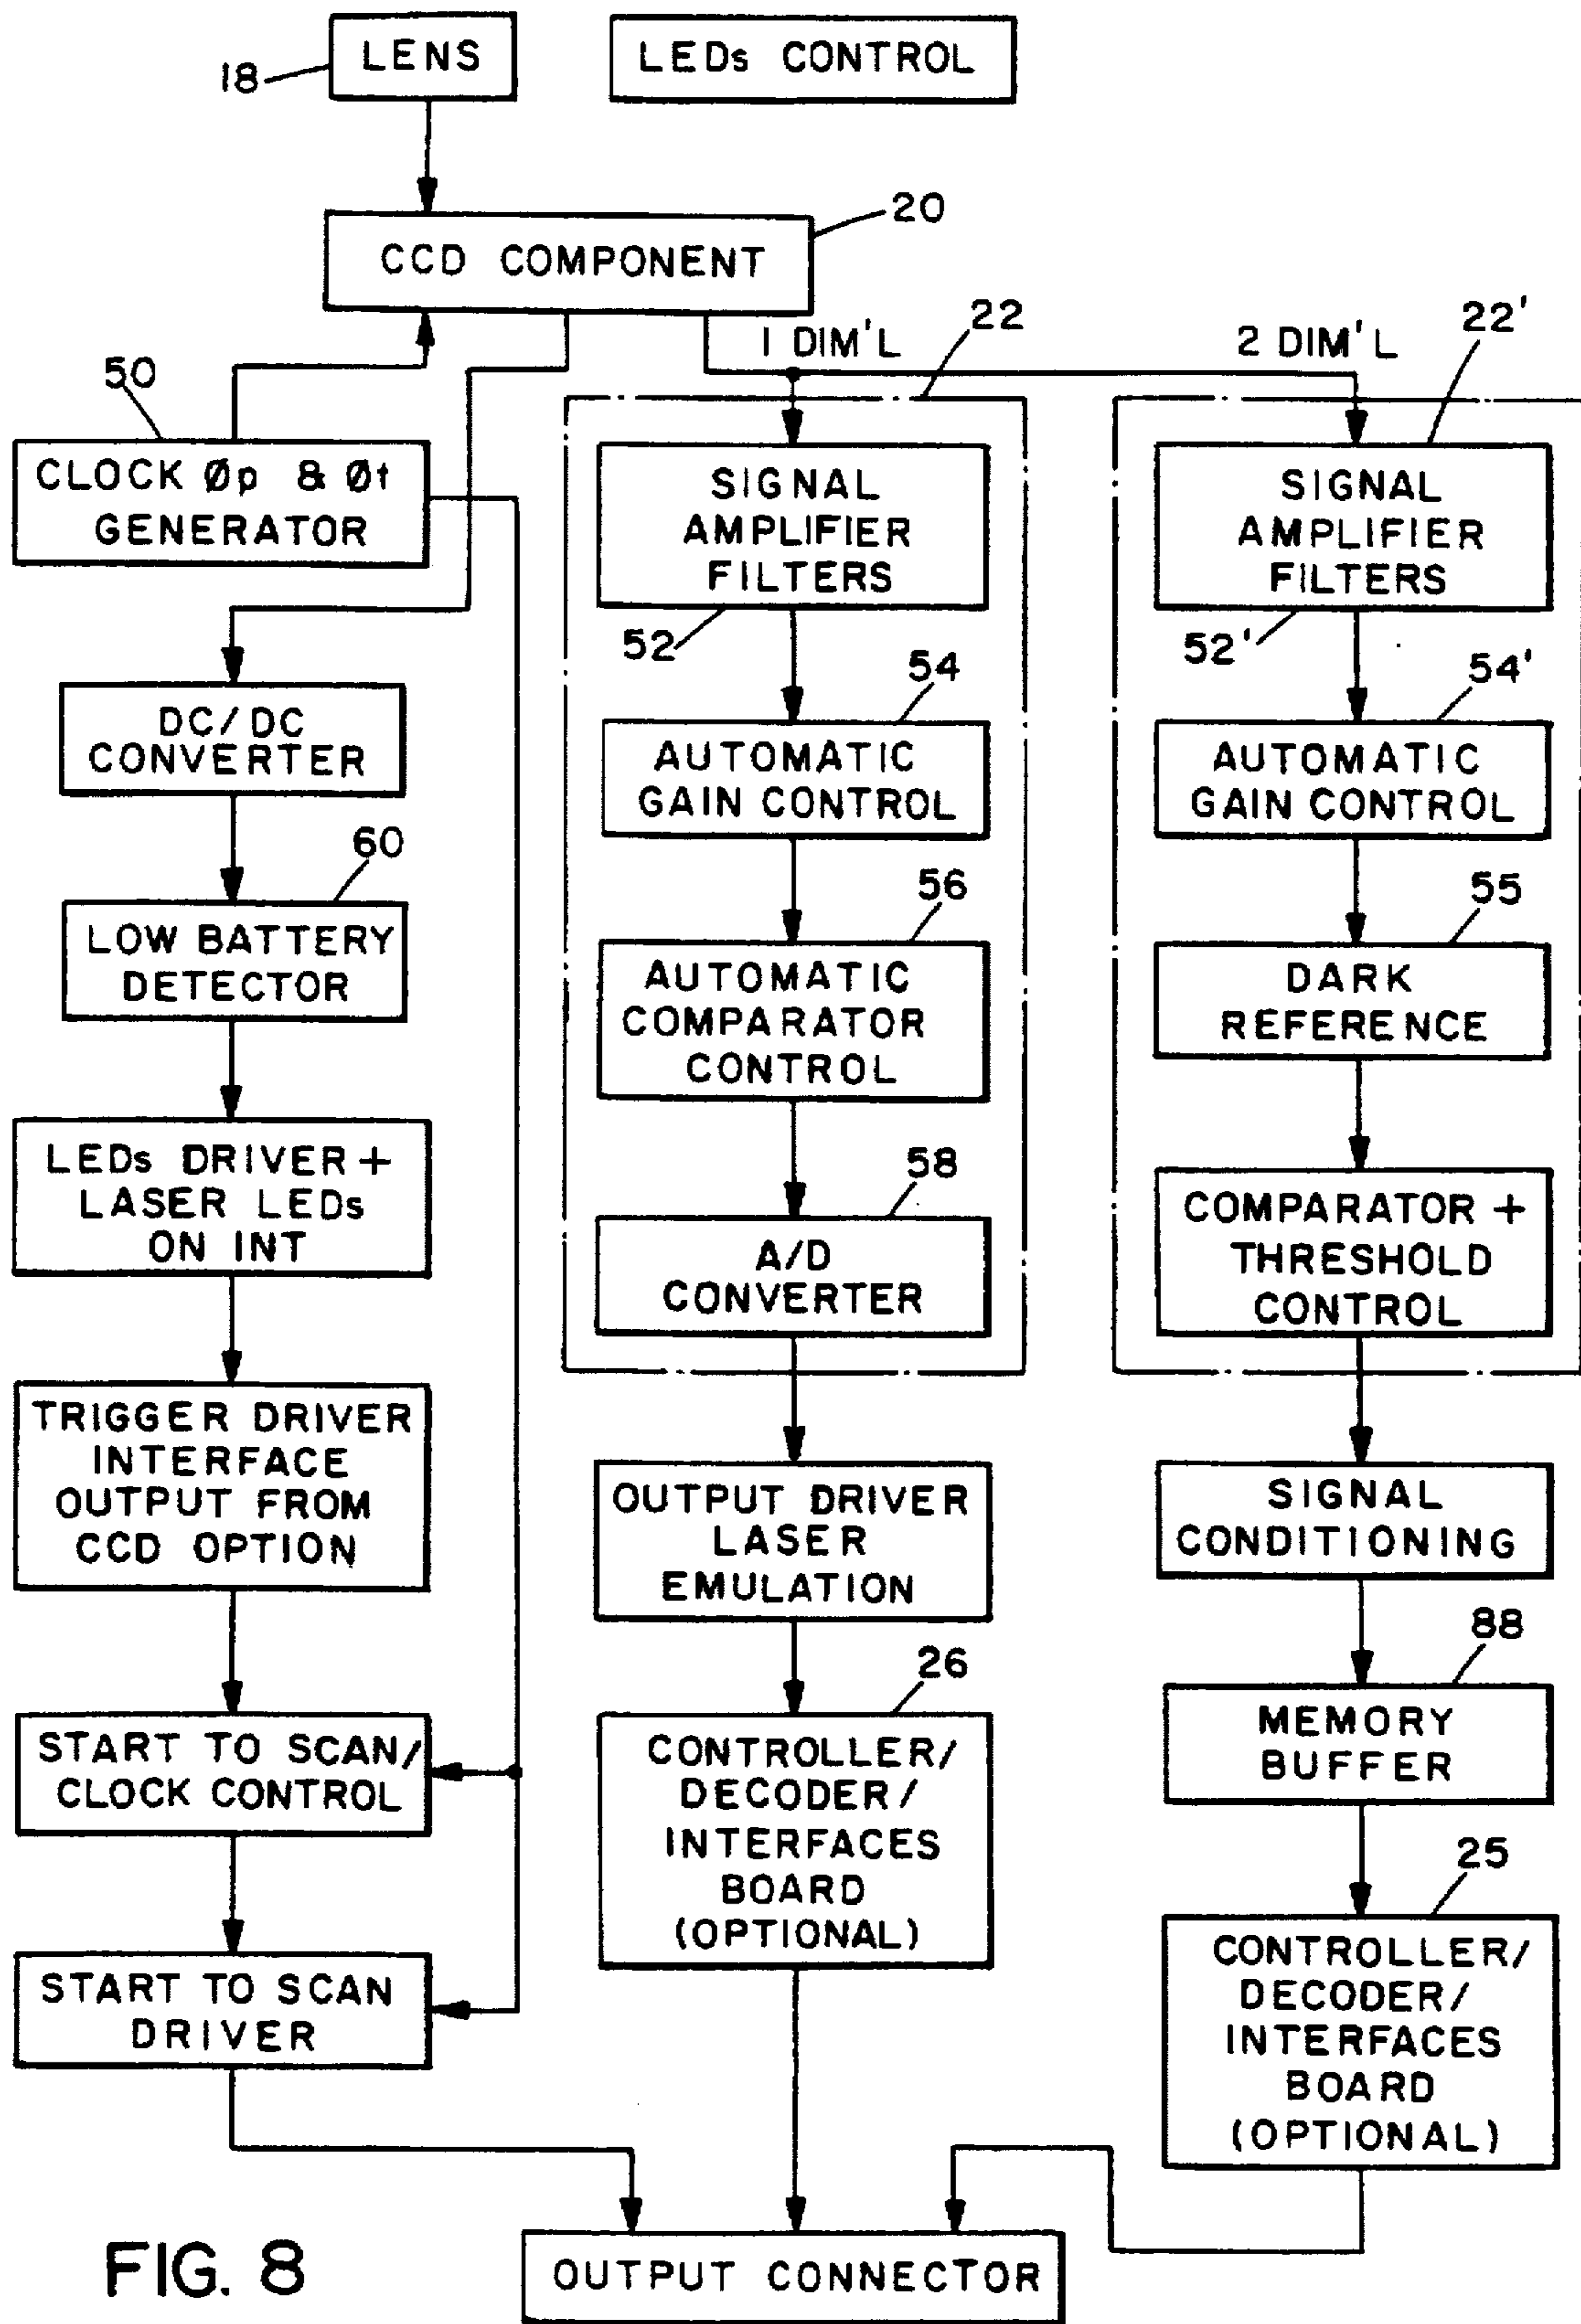 LENS
LEDs CONTROL
18
20
CCD COMPONENT
22
22'
1 DIM'L
2 DIM'L
50
CLOCK Øp & Øt
GENERATOR
SIGNAL
AMPLIFIER
FILTERS
SIGNAL
AMPLIFIER
FILTERS
52
52'
54
54'
DC/DC
CONVERTER
AUTOMATIC
GAIN CONTROL
AUTOMATIC
GAIN CONTROL
60
56
55
LOW BATTERY
DETECTOR
AUTOMATIC
COMPARATOR
CONTROL
DARK
REFERENCE
LEDs DRIVER +
LASER LEDs
ON INT
58
A/D
CONVERTER
COMPARATOR +
THRESHOLD
CONTROL
TRIGGER DRIVER
INTERFACE
OUTPUT FROM
CCD OPTION
OUTPUT DRIVER
LASER
EMULATION
SIGNAL
CONDITIONING
26
88
START TO SCAN/
CLOCK CONTROL
CONTROLLER/
DECODER/
INTERFACES
BOARD
(OPTIONAL)
MEMORY
BUFFER
25
START TO SCAN
DRIVER
CONTROLLER/
DECODER/
INTERFACES
BOARD
(OPTIONAL)
OUTPUT CONNECTOR
FIG. 8